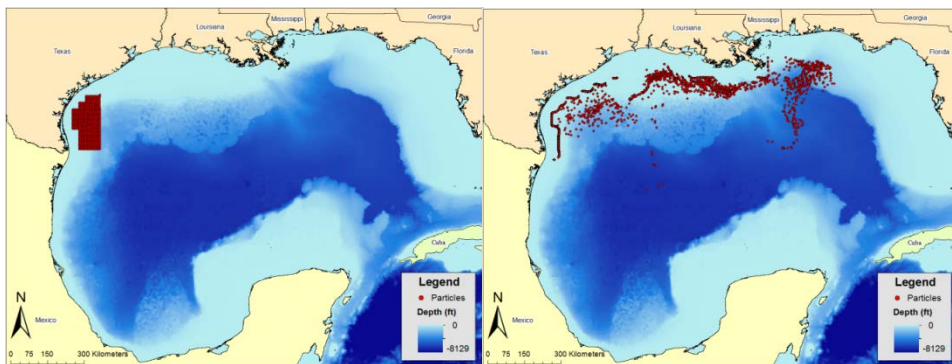 Texas
Louisiana
Mississippi
Georgia
Florida
Cuba
Mexico
N
0 75 150 300 Kilometers
Legend
Particles
Depth (ft)
0
-8129
Texas
Louisiana
Mississippi
Georgia
Florida
Cuba
Mexico
N
0 75 150 300 Kilometers
Legend
Particles
Depth (ft)
0
-8129